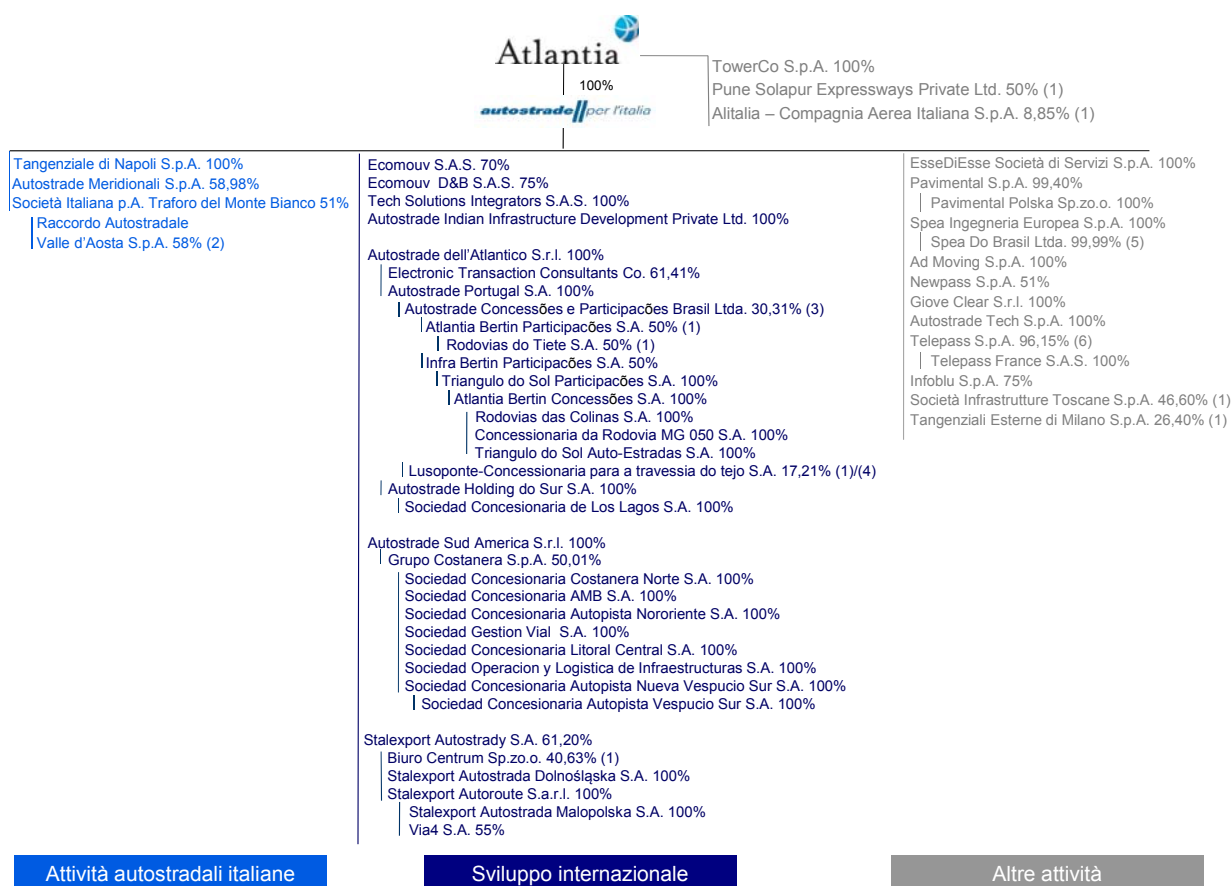 Atlantia
100%
autostrade per l'italia
TowerCo S.p.A. 100%
Pune Solapur Expressways Private Ltd. 50% (1)
Alitalia – Compagnia Aerea Italiana S.p.A. 8,85% (1)
Tangenziale di Napoli S.p.A. 100%
Autostrade Meridionali S.p.A. 58,98%
Società Italiana p.A. Traforo del Monte Bianco 51%
Raccordo Autostradale
Valle d'Aosta S.p.A. 58% (2)
Ecomouv S.A.S. 70%
Ecomouv D&B S.A.S. 75%
Tech Solutions Integrators S.A.S. 100%
Autostrade Indian Infrastructure Development Private Ltd. 100%
Autostrade dell'Atlantico S.r.l. 100%
Electronic Transaction Consultants Co. 61,41%
Autostrade Portugal S.A. 100%
Autostrade Concessões e Participacões Brasil Ltda. 30,31% (3)
Atlantia Bertin Participacões S.A. 50% (1)
Rodovias do Tiete S.A. 50% (1)
Infra Bertin Participacões S.A. 50%
Triangulo do Sol Participacões S.A. 100%
Atlantia Bertin Concessões S.A. 100%
Rodovias das Colinas S.A. 100%
Concessionaria da Rodovia MG 050 S.A. 100%
Triangulo do Sol Auto-Estradas S.A. 100%
Lusoponte-Concessionaria para a travessia do tejo S.A. 17,21% (1)/(4)
Autostrade Holding do Sur S.A. 100%
Sociedad Concesionaria de Los Lagos S.A. 100%
Autostrade Sud America S.r.l. 100%
Grupo Costanera S.p.A. 50,01%
Sociedad Concesionaria Costanera Norte S.A. 100%
Sociedad Concesionaria AMB S.A. 100%
Sociedad Concesionaria Autopista Nororiente S.A. 100%
Sociedad Gestion Vial S.A. 100%
Sociedad Concesionaria Litoral Central S.A. 100%
Sociedad Operacion y Logistica de Infraestructuras S.A. 100%
Sociedad Concesionaria Autopista Nueva Vespucio Sur S.A. 100%
Sociedad Concesionaria Autopista Vespucio Sur S.A. 100%
Stalexport Autostrady S.A. 61,20%
Biuro Centrum Sp.zo.o. 40,63% (1)
Stalexport Autostrada Dolnośląska S.A. 100%
Stalexport Autoroute S.a.r.l. 100%
Stalexport Autostrada Malopolska S.A. 100%
Via4 S.A. 55%
EsseDiEsse Società di Servizi S.p.A. 100%
Pavimental S.p.A. 99,40%
Pavimental Polska Sp.zo.o. 100%
Spea Ingegneria Europea S.p.A. 100%
Spea Do Brasil Ltda. 99,99% (5)
Ad Moving S.p.A. 100%
Newpass S.p.A. 51%
Giove Clear S.r.l. 100%
Autostrade Tech S.p.A. 100%
Telepass S.p.A. 96,15% (6)
Telepass France S.A.S. 100%
Infoblu S.p.A. 75%
Società Infrastrutture Toscane S.p.A. 46,60% (1)
Tangenziali Esterne di Milano S.p.A. 26,40% (1)
Attività autostradali italiane
Sviluppo internazionale
Altre attività